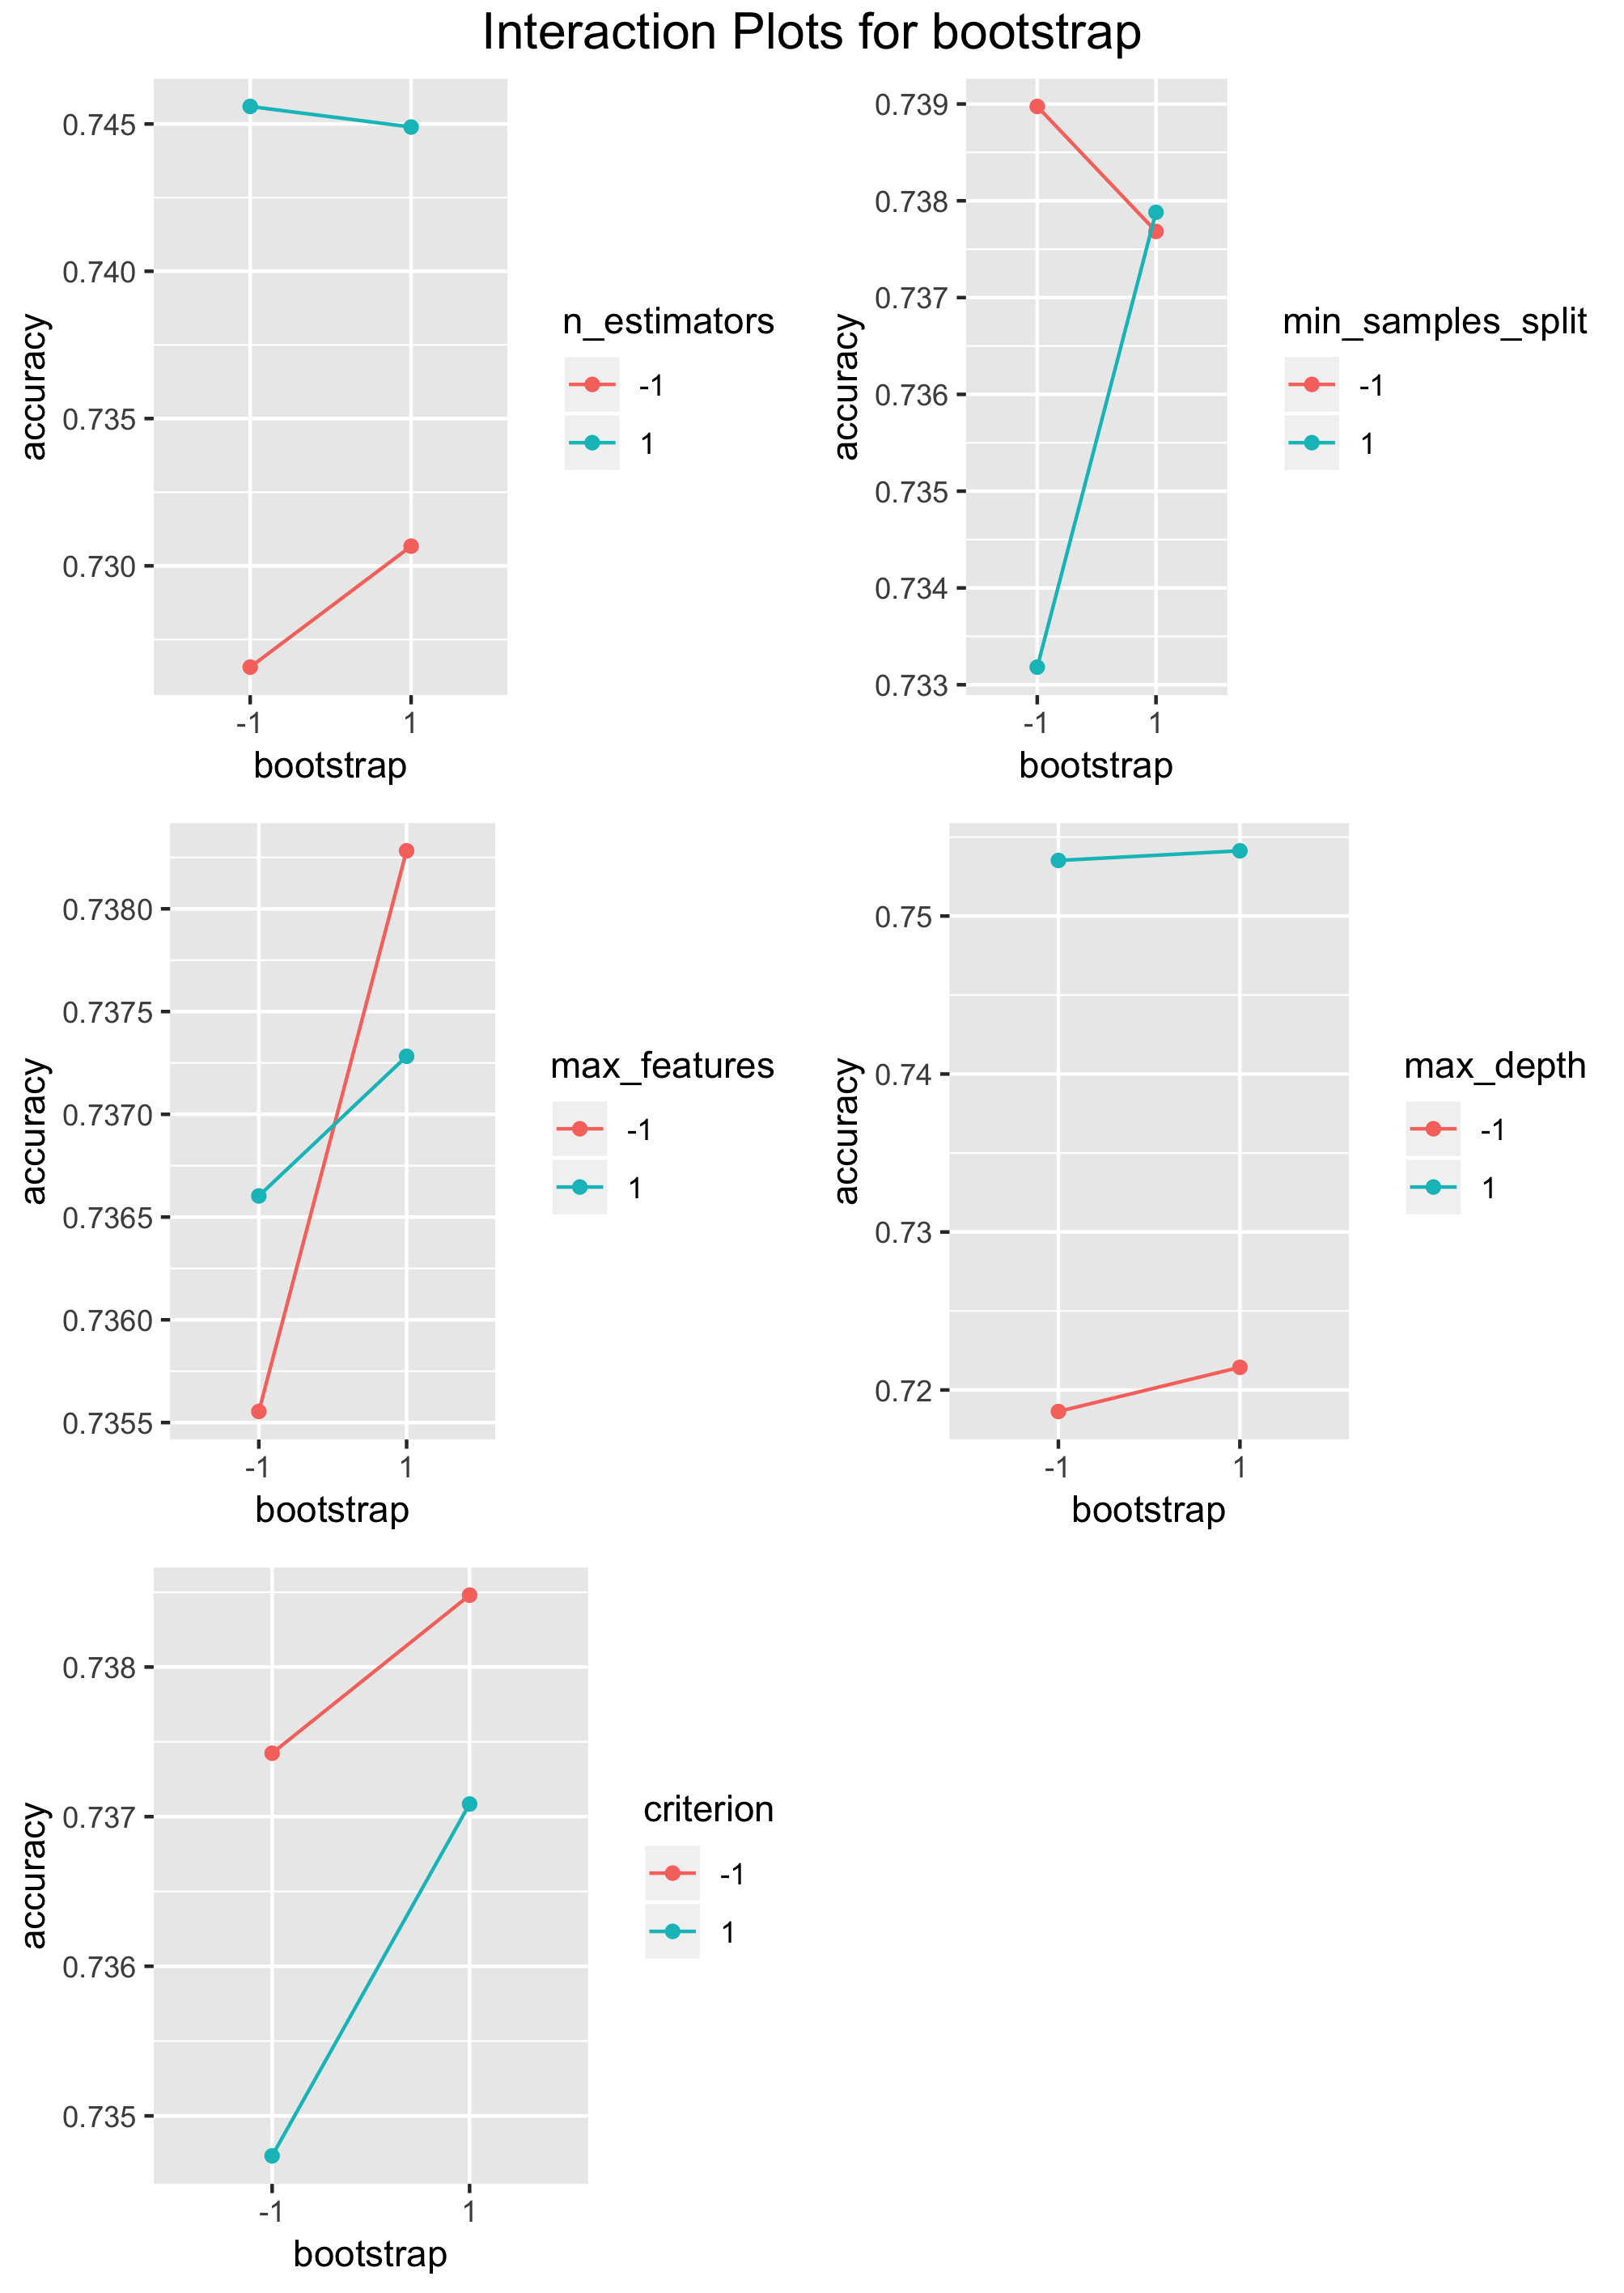 Interaction Plots for bootstrap
accuracy
0.745
0.740
0.735
0.730
-1 1
bootstrap
n_estimators
-1
1
accuracy
0.739
0.738
0.737
0.736
0.735
0.734
0.733
-1 1
bootstrap
min_samples_split
-1
1
accuracy
0.7380
0.7375
0.7370
0.7365
0.7360
0.7355
-1 1
bootstrap
max_features
-1
1
accuracy
0.75
0.74
0.73
0.72
-1 1
bootstrap
max_depth
-1
1
accuracy
0.738
0.737
0.736
0.735
-1 1
bootstrap
criterion
-1
1